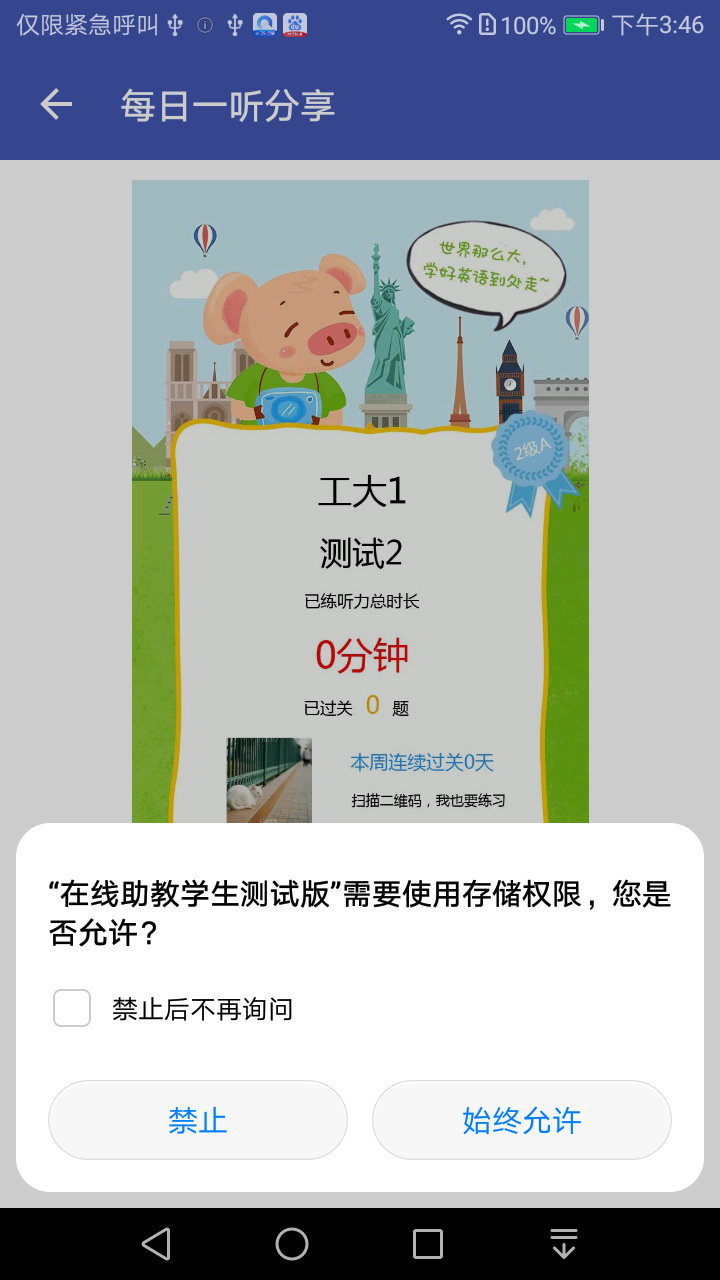 仅限紧急呼叫 100% 下午3:46
每日一听分享
世界那么大,
学好英语到处走~
2级A
工大1
测试2
已练听力总时长
0分钟
已过关 0 题
本周连续过关0天
扫描二维码，我也要练习
“在线助教学生测试版”需要使用存储权限，您是
否允许？
禁止后不再询问
禁止 始终允许